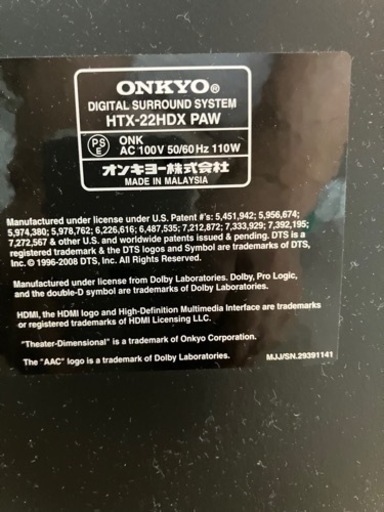 ONKYO®
DIGITAL SURROUND SYSTEM
HTX-22HDX PAW
PS
E
ONK
AC 100V 50/60 Hz 110W
オンキヨー株式会社
MADE IN MALAYSIA
Manufactured under license under U.S. Patent #'s: 5,451,942; 5,956,674;
5,974,380; 5,978,762; 6,226,616; 6,487,535; 7,212,872; 7,333,929; 7,392,195;
7,272,567 & other U.S. and worldwide patents issued & pending. DTS is a
registered trademark & the DTS logos and Symbol are trademarks of DTS,
Inc. © 1996-2008 DTS, Inc. All Rights Reserved.
Manufactured under license from Dolby Laboratories. Dolby, Pro Logic,
and the double-D symbol are trademarks of Dolby Laboratories.
HDMI, the HDMI logo and High-Definition Multimedia Interface are trademarks
or registered trademarks of HDMI Licensing LLC.
"Theater-Dimensional" is a trademark of Onkyo Corporation.
The "AAC" logo is a trademark of Dolby Laboratories.
MJJ/SN.29391141